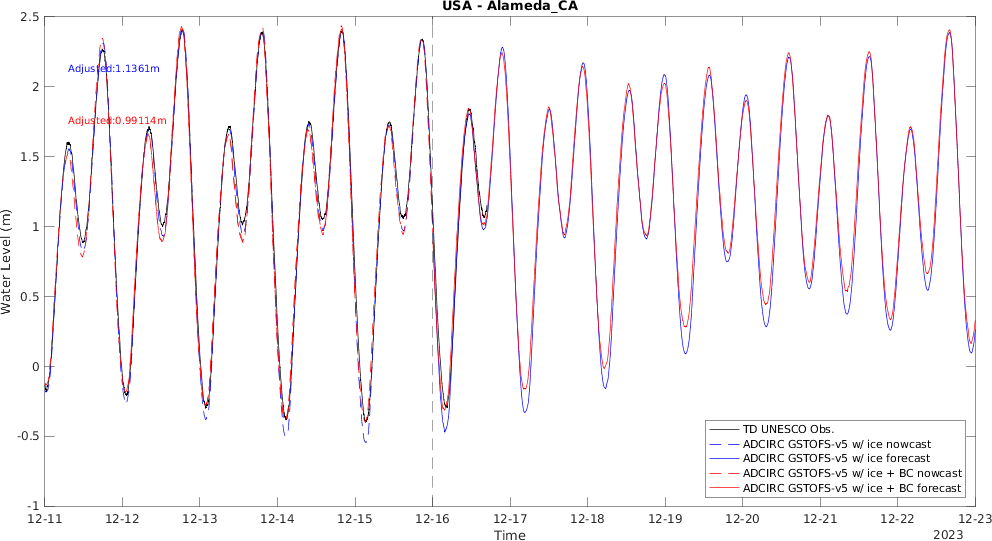 USA - Alameda_CA
2.5
2
1.5
1
0.5
0
-0.5
-1
Water Level (m)
Adjusted:1.1361m
Adjusted:0.99114m
TD UNESCO Obs.
ADCIRC GSTOFS-v5 w/ ice nowcast
ADCIRC GSTOFS-v5 w/ ice forecast
ADCIRC GSTOFS-v5 w/ ice + BC nowcast
ADCIRC GSTOFS-v5 w/ ice + BC forecast
12-11 12-12 12-13 12-14 12-15 12-16 12-17 12-18 12-19 12-20 12-21 12-22 12-23
Time
2023